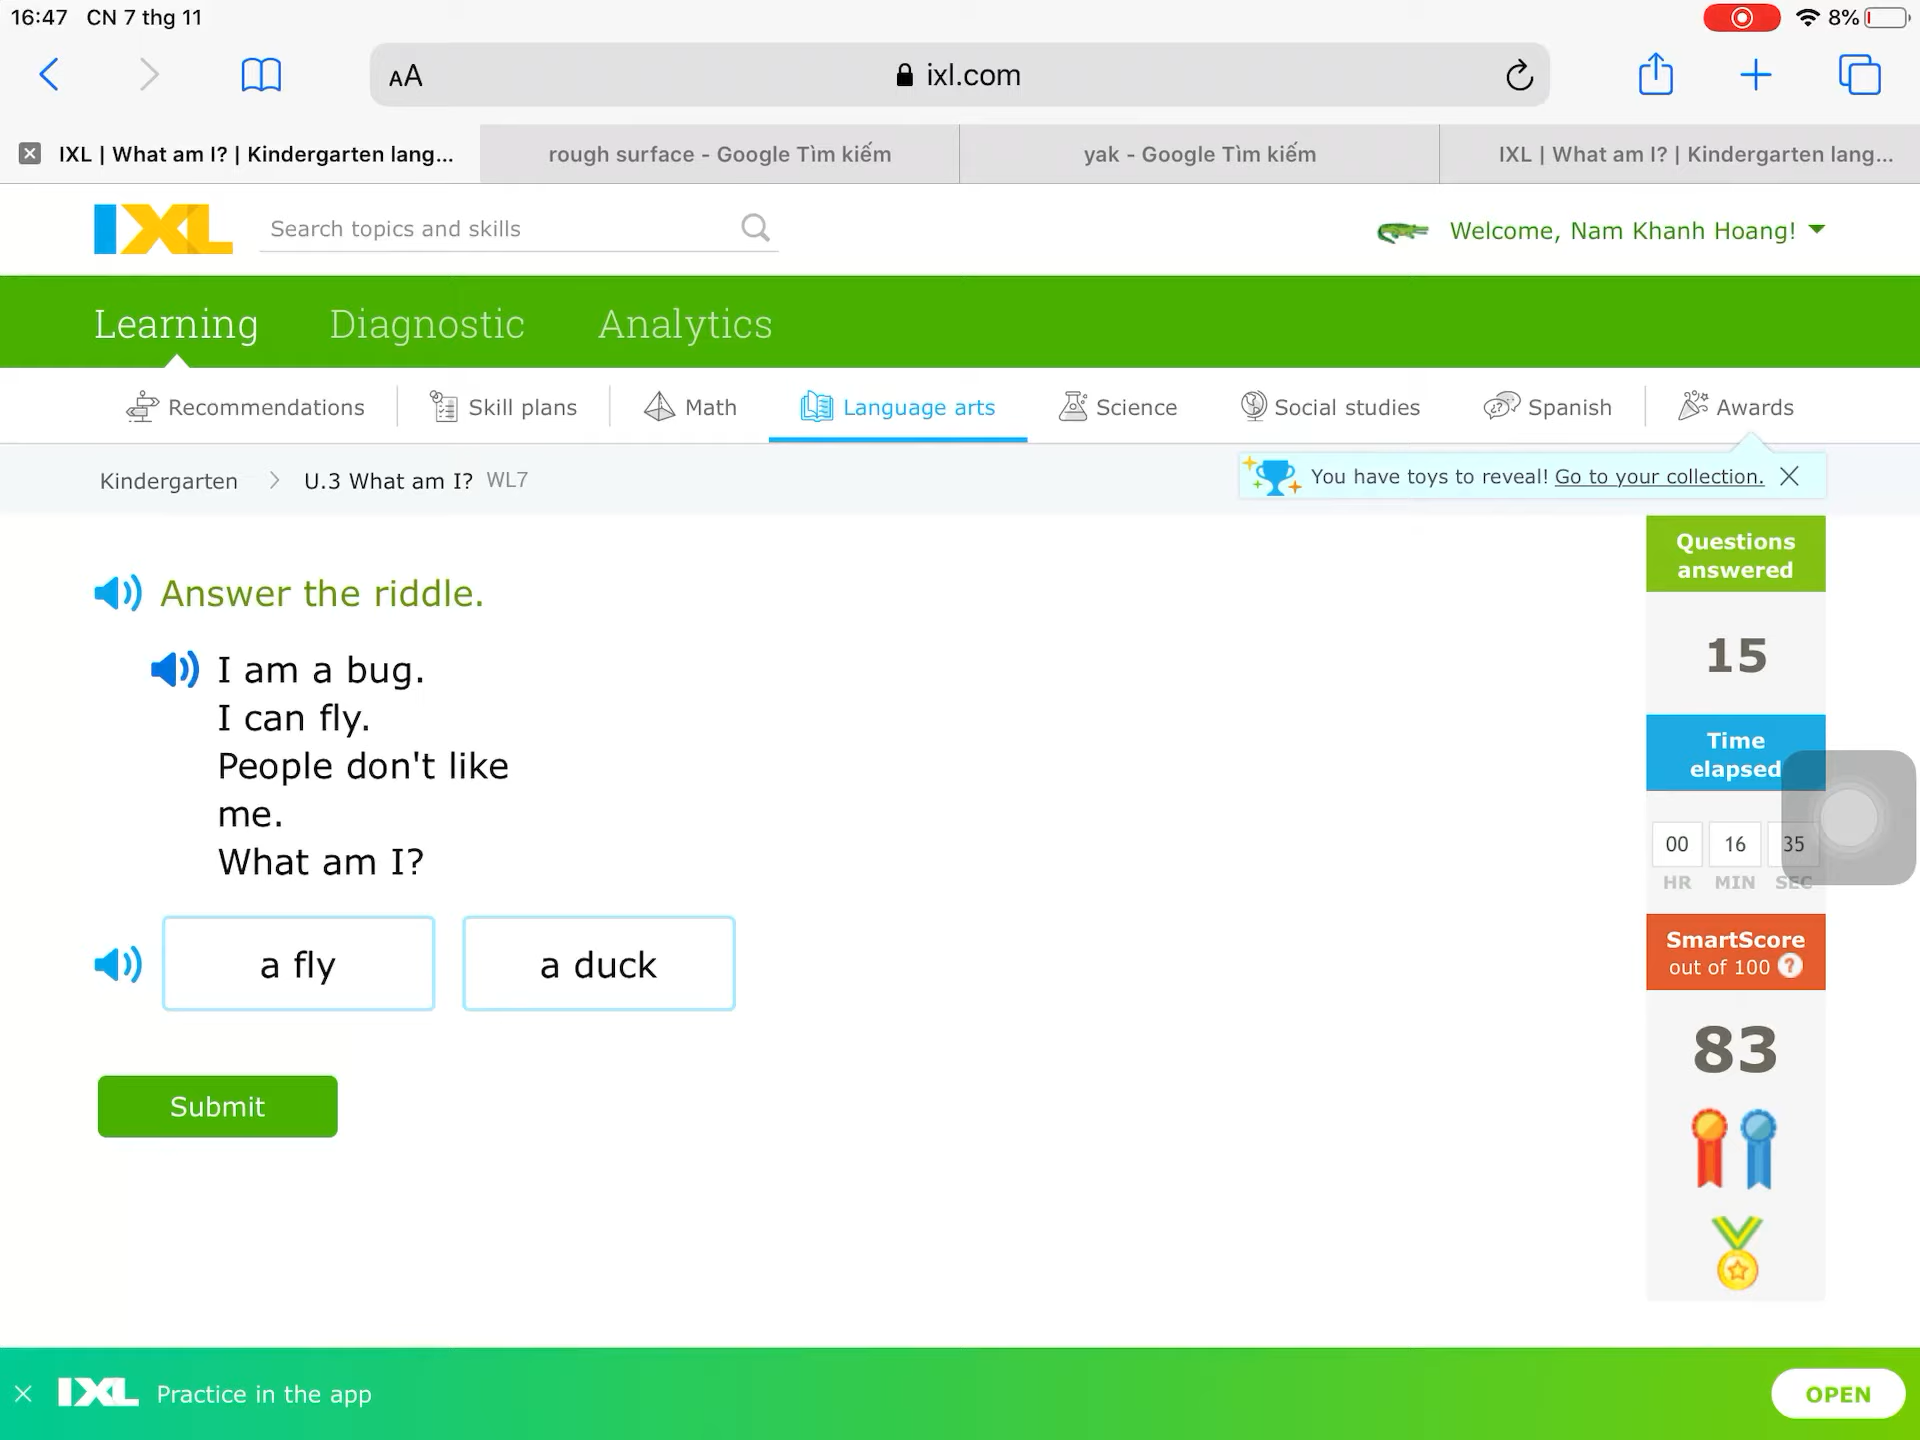 16:47 CN 7 thg 11
8%
AA
ixl.com
IXL | What am I? | Kindergarten lang...
rough surface - Google Tìm kiếm
yak - Google Tìm kiếm
IXL | What am I? | Kindergarten lang...
IXL
Search topics and skills
Welcome, Nam Khanh Hoang!
Learning
Diagnostic
Analytics
Recommendations
Skill plans
Math
Language arts
Science
Social studies
Spanish
Awards
Kindergarten
U.3 What am I? WL7
You have toys to reveal! Go to your collection.
Answer the riddle.
I am a bug.
I can fly.
People don't like
me.
What am I?
a fly
a duck
Submit
Questions
answered
15
Time
elapsed
00 16 35
HR MIN SEC
SmartScore
out of 100 ?
83
IXL Practice in the app
OPEN